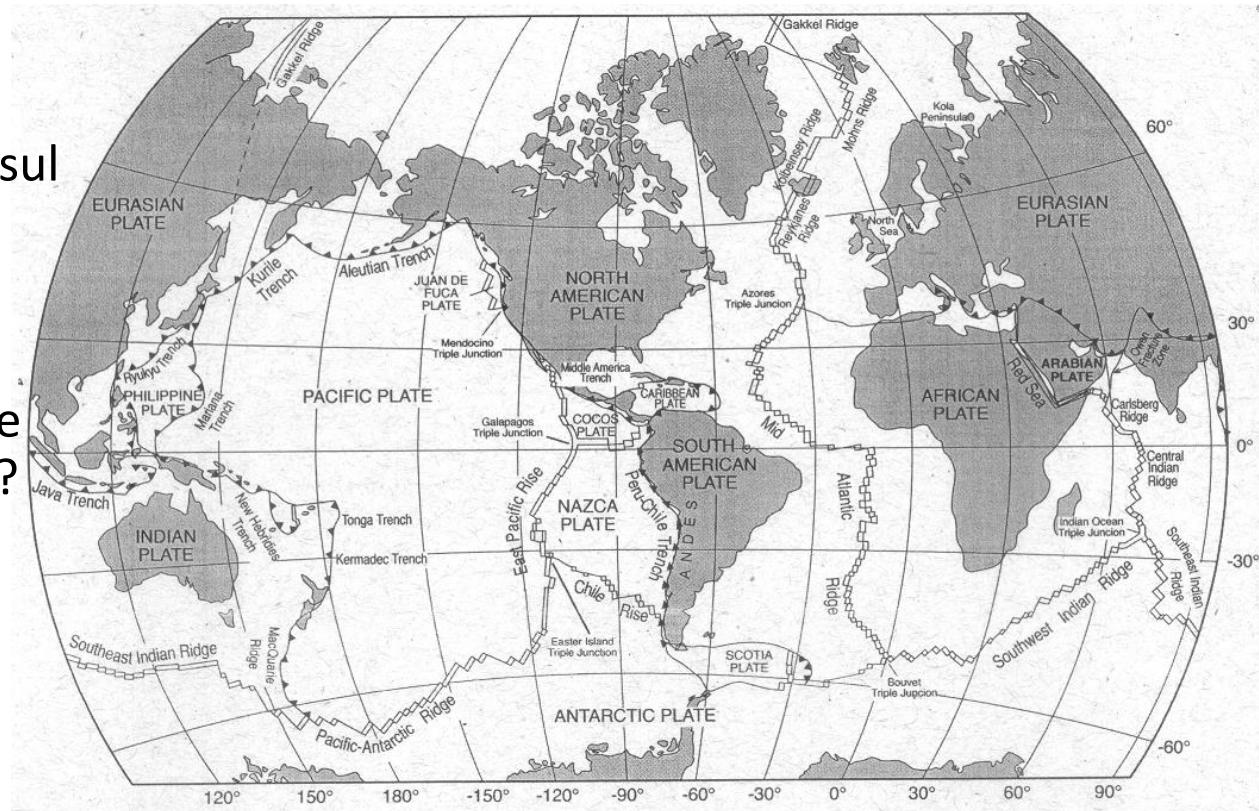 sul
e
?
Gakkel Ridge
Gakkel Ridge
Kola
Peninsula
60°
Mohns Ridge
Kolbeinsey Ridge
EURASIAN
PLATE
EURASIAN
PLATE
Reykjanes
Ridge
North
Sea
Kurile
Trench
Aleutian Trench
JUAN DE
FUCA
PLATE
NORTH
AMERICAN
PLATE
Azores
Triple Juncion
30°
Mendocino
Triple Junction
Owen
Fracture
Zone
Ryukyu Trench
Middle America
Trench
Red Sea
ARABIAN
PLATE
PHILIPPINE
PLATE
Mariana
Trench
PACIFIC PLATE
CARIBBEAN
PLATE
AFRICAN
PLATE
Carlsberg
Ridge
Galapagos
Triple Junction
COCOS
PLATE
Mid
0°
SOUTH
AMERICAN
PLATE
Central
Indian
Ridge
Java Trench
New Hebrides
Trench
East Pacific Rise
NAZCA
PLATE
Peru-Chile Trench
Atlantic
Tonga Trench
INDIAN
PLATE
ANDES
Indian Ocean
Triple Junction
Kermadec Trench
-30°
Southeast Indian
Ridge
Chile
Rise
Ridge
Southwest Indian Ridge
Easter Island
Triple Junction
Southeast Indian Ridge
MacQuarie
Ridge
SCOTIA
PLATE
Bouvet
Triple Juncion
ANTARCTIC PLATE
Pacific-Antarctic Ridge
-60°
120°
150°
180°
-150°
-120°
-90°
-60°
-30°
0°
30°
60°
90°